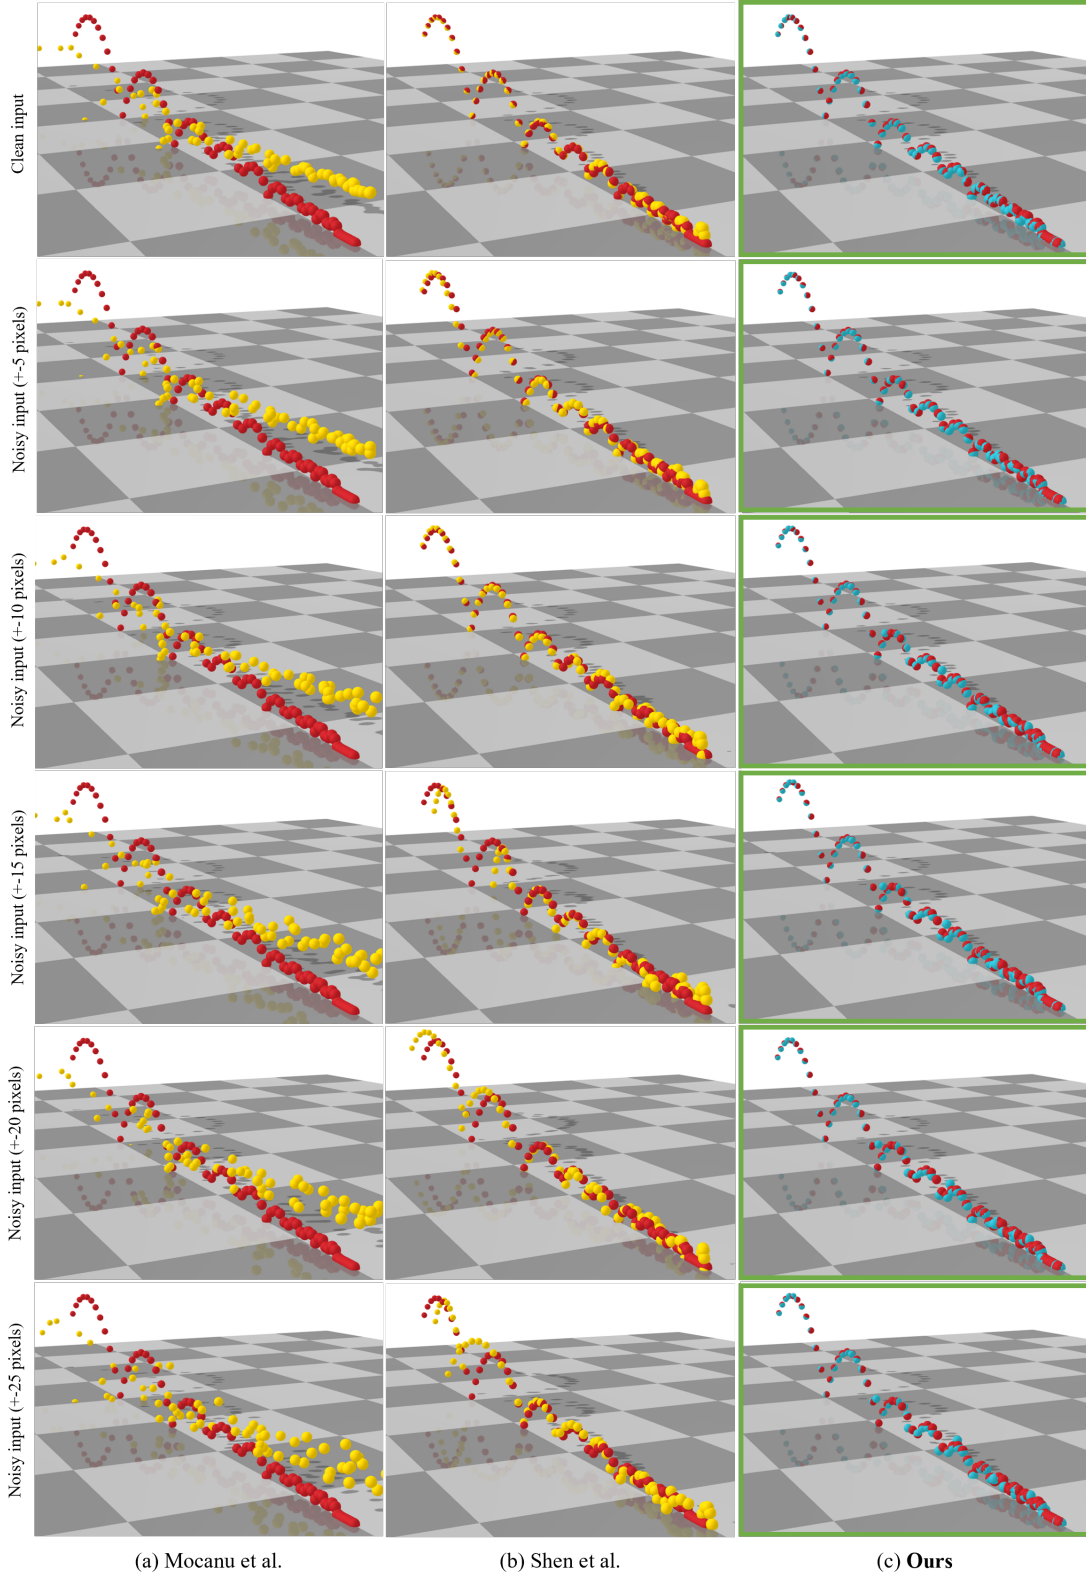 Clean input
Noisy input (+-5 pixels)
Noisy input (+-10 pixels)
Noisy input (+-15 pixels)
Noisy input (+-20 pixels)
Noisy input (+-25 pixels)
(a) Mocanu et al.
(b) Shen et al.
(c) Ours